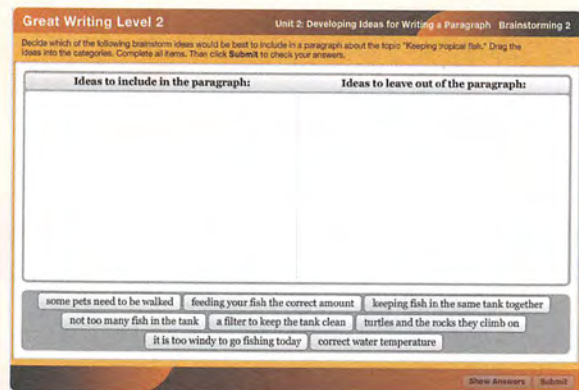 Great Writing Level 2
Unit 2: Developing Ideas for Writing a Paragraph Brainstorming 2
Decide which of the following brainstorm ideas would be best to include in a paragraph about the topic "Keeping tropical fish." Drag the
ideas into the categories. Complete all items. Then click Submit to check your answers.
Ideas to include in the paragraph:
Ideas to leave out of the paragraph:
some pets need to be walked
feeding your fish the correct amount
keeping fish in the same tank together
not too many fish in the tank
a filter to keep the tank clean
turtles and the rocks they climb on
it is too windy to go fishing today
correct water temperature
Show Answers
Submit